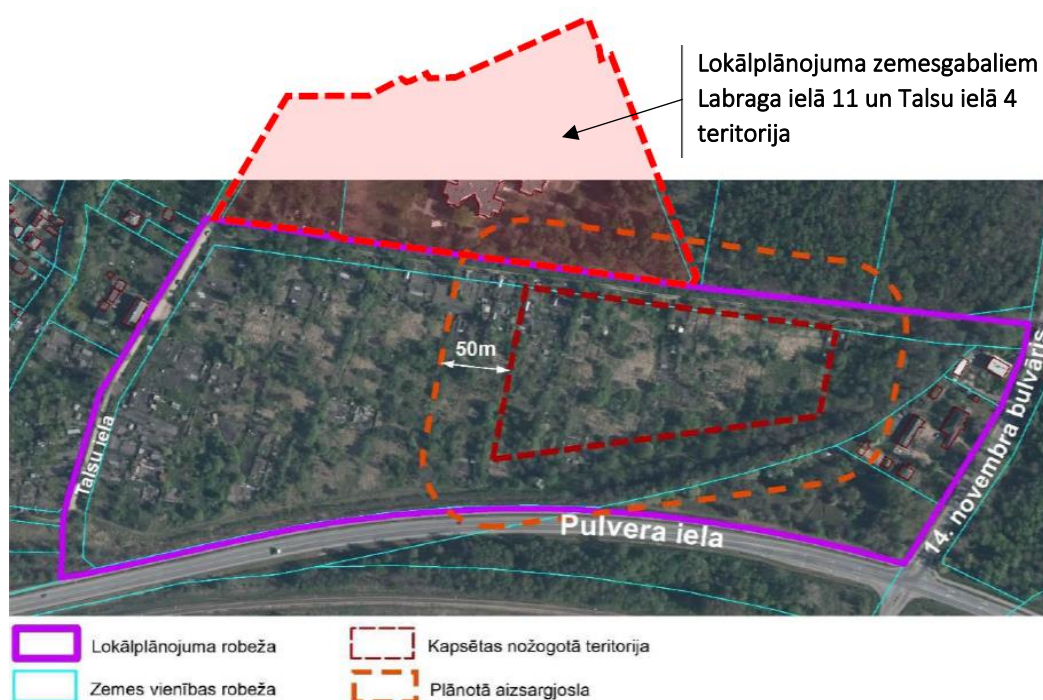 Lokālplānojuma zemesgabaliem
Labraga ielā 11 un Talsu ielā 4
teritorija
50m
Talsu iela
Pulvera iela
14. novembra bulvāris
Lokālplānojuma robeža
Kapsētas nožogotā teritorija
Zemes vienības robeža
Plānotā aizsargjosla